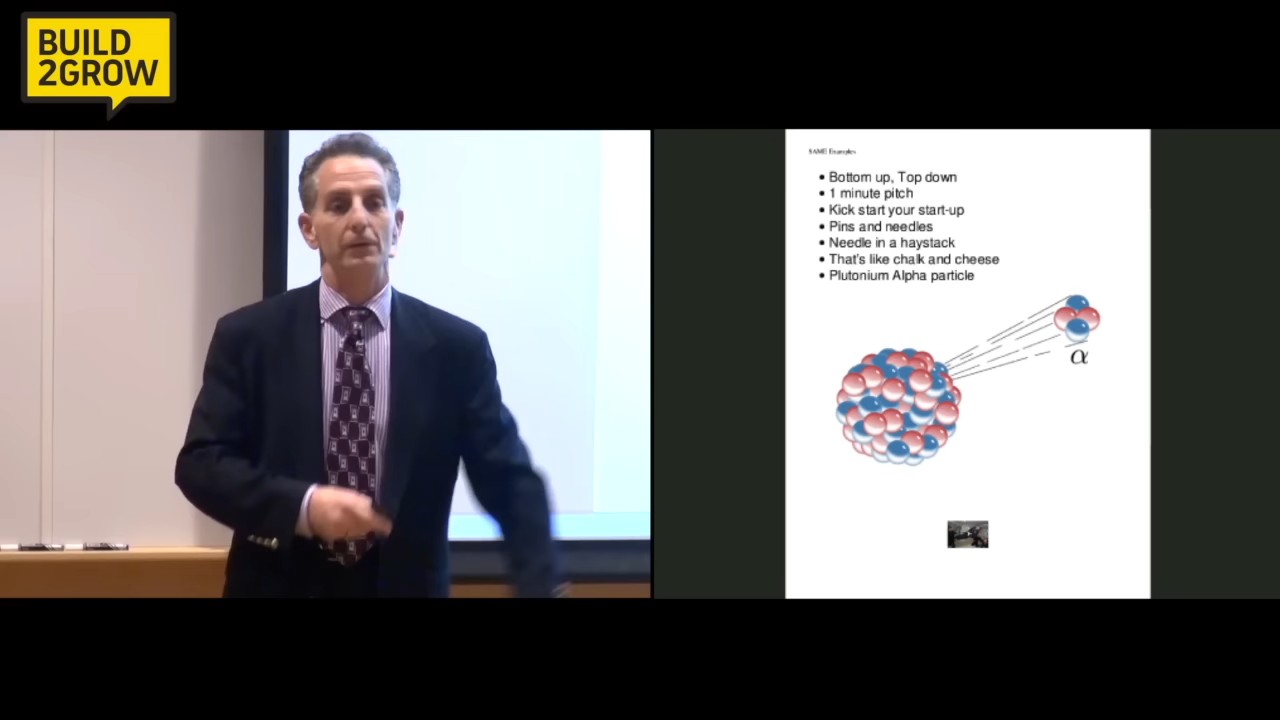 BUILD
2GROW
SAME Examples
• Bottom up, Top down
• 1 minute pitch
• Kick start your start-up
• Pins and needles
• Needle in a haystack
• That's like chalk and cheese
• Plutonium Alpha particle
α